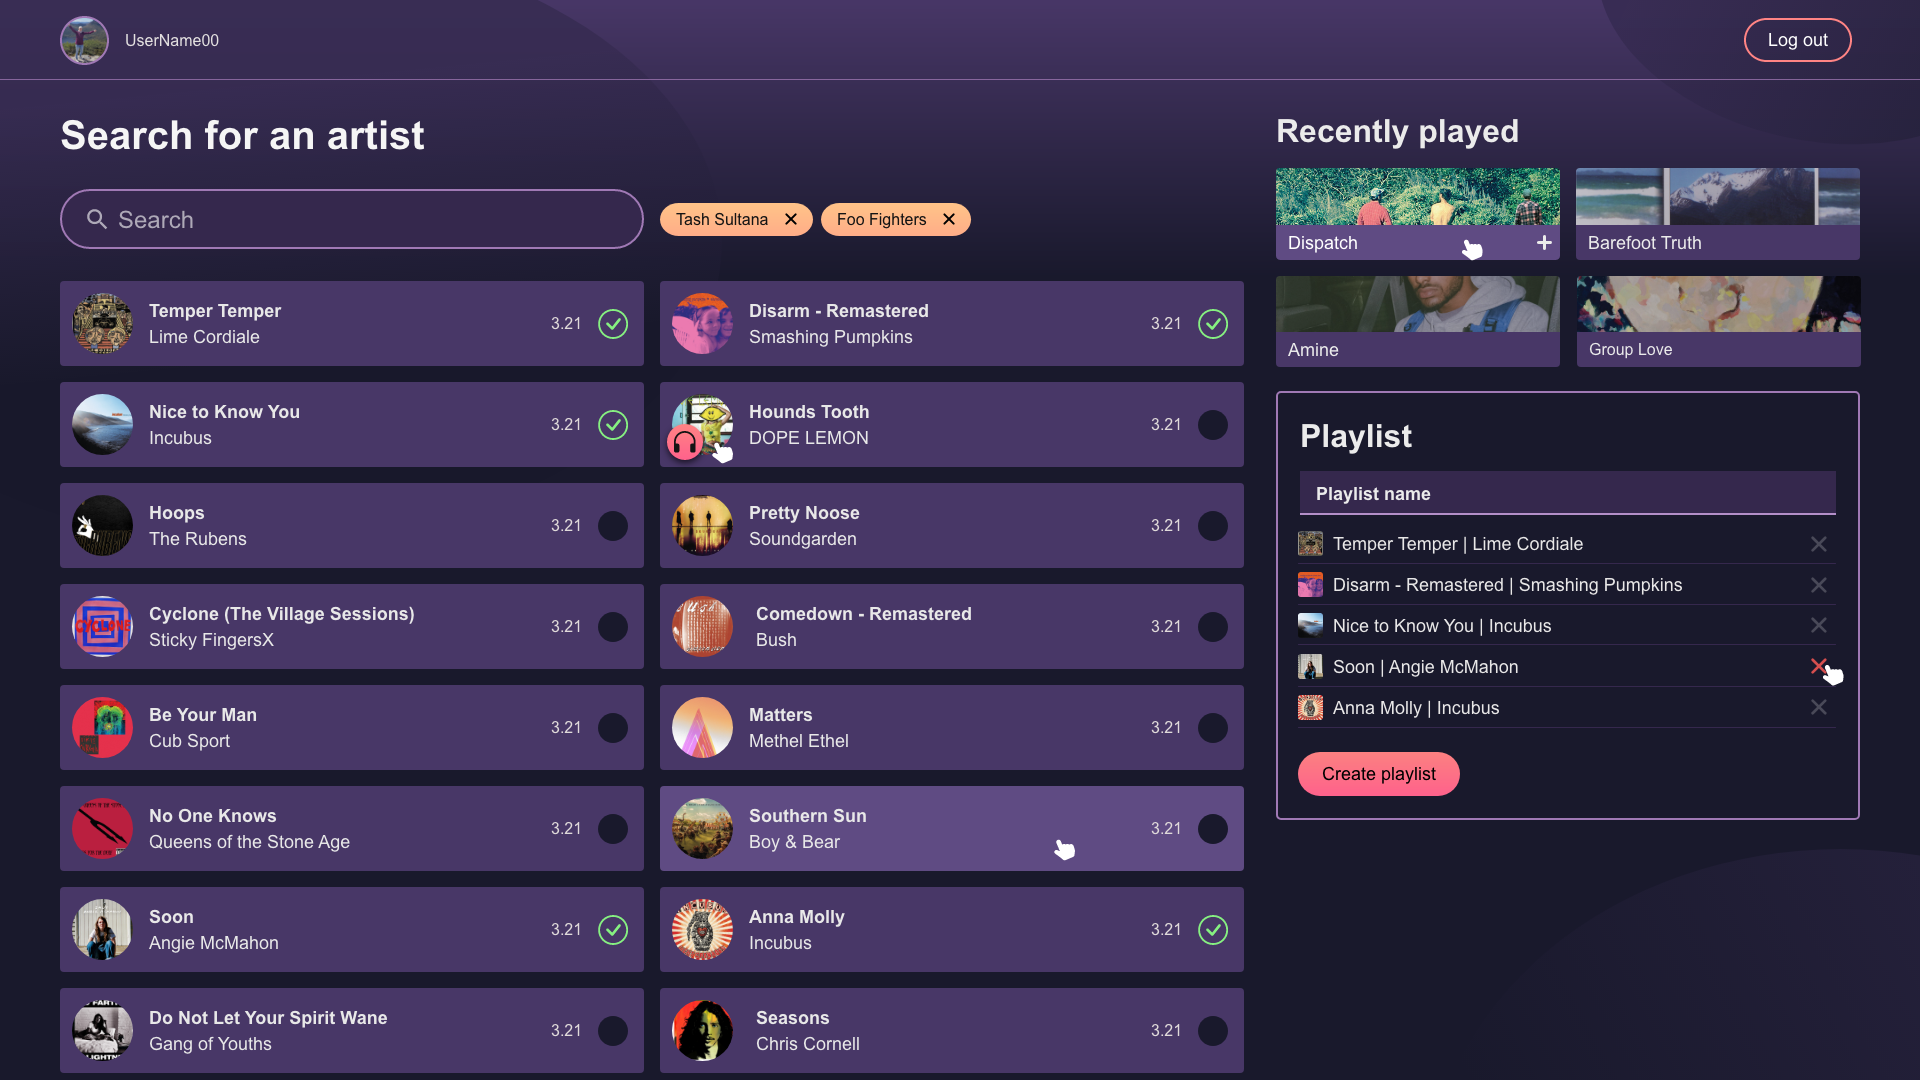 UserName00
Log out
Search for an artist
Search
Tash Sultana
Foo Fighters
Temper Temper
Lime Cordiale
3.21
Disarm - Remastered
Smashing Pumpkins
3.21
Nice to Know You
Incubus
3.21
Hounds Tooth
DOPE LEMON
3.21
Hoops
The Rubens
3.21
Pretty Noose
Soundgarden
3.21
Cyclone (The Village Sessions)
Sticky FingersX
3.21
CYCLONE
Comedown - Remastered
Bush
3.21
Be Your Man
Cub Sport
3.21
Matters
Methel Ethel
3.21
No One Knows
Queens of the Stone Age
3.21
Southern Sun
Boy & Bear
3.21
Soon
Angie McMahon
3.21
Anna Molly
Incubus
3.21
Do Not Let Your Spirit Wane
Gang of Youths
3.21
Seasons
Chris Cornell
3.21
Recently played
Dispatch
Barefoot Truth
Amine
Group Love
Playlist
Playlist name
Temper Temper | Lime Cordiale
Disarm - Remastered | Smashing Pumpkins
Nice to Know You | Incubus
Soon | Angie McMahon
Anna Molly | Incubus
Create playlist